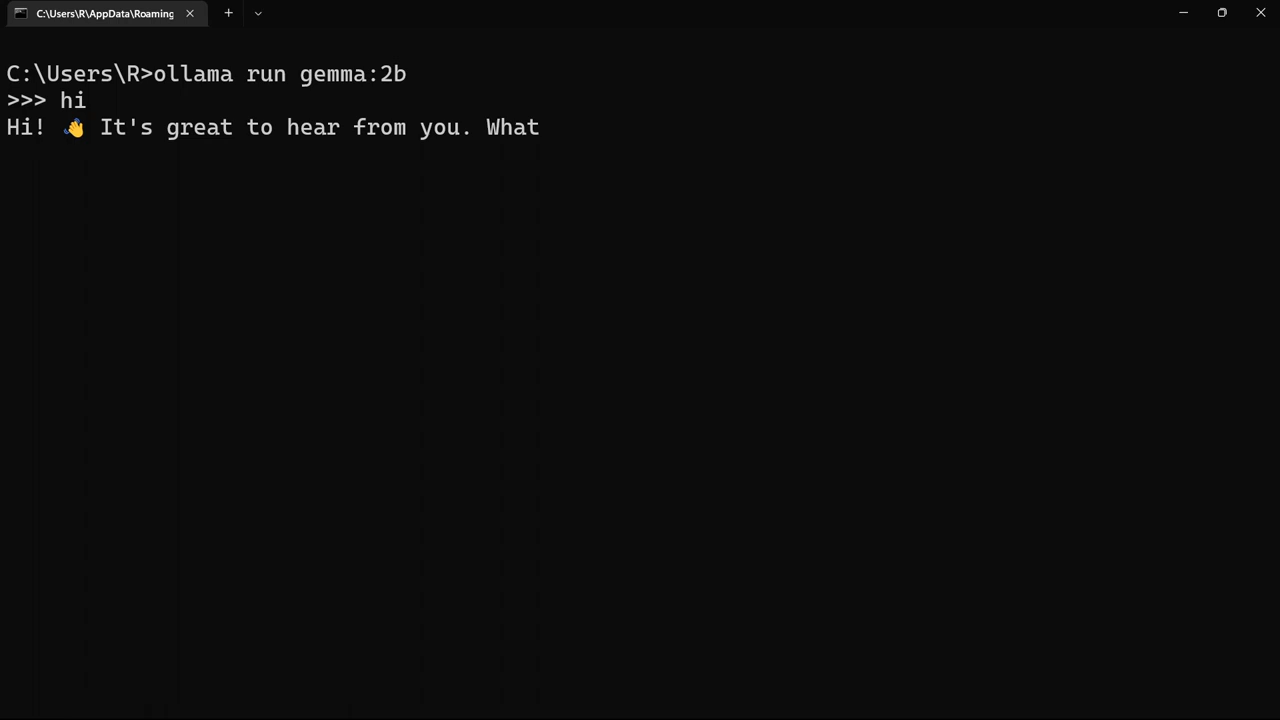 C:\Users\R\AppData\Roaming
C:\Users\R>ollama run gemma:2b
>>> hi
Hi! 👋 It's great to hear from you. What